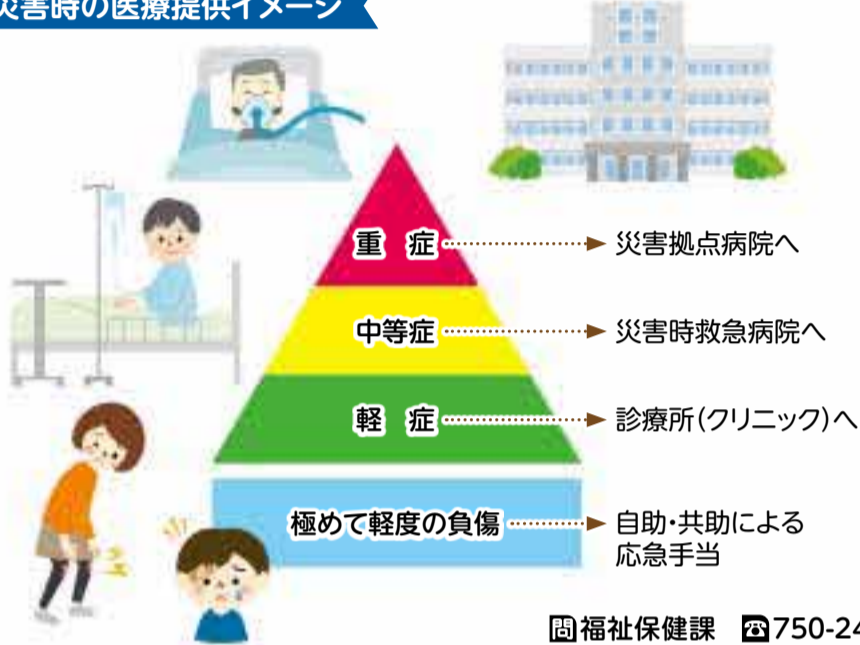 災害時の医療提供イメージ
重 症
災害拠点病院へ
中等症
災害時救急病院へ
軽 症
診療所(クリニック)へ
極めて軽度の負傷
自助・共助による
応急手当
問福祉保健課 ☎750-24